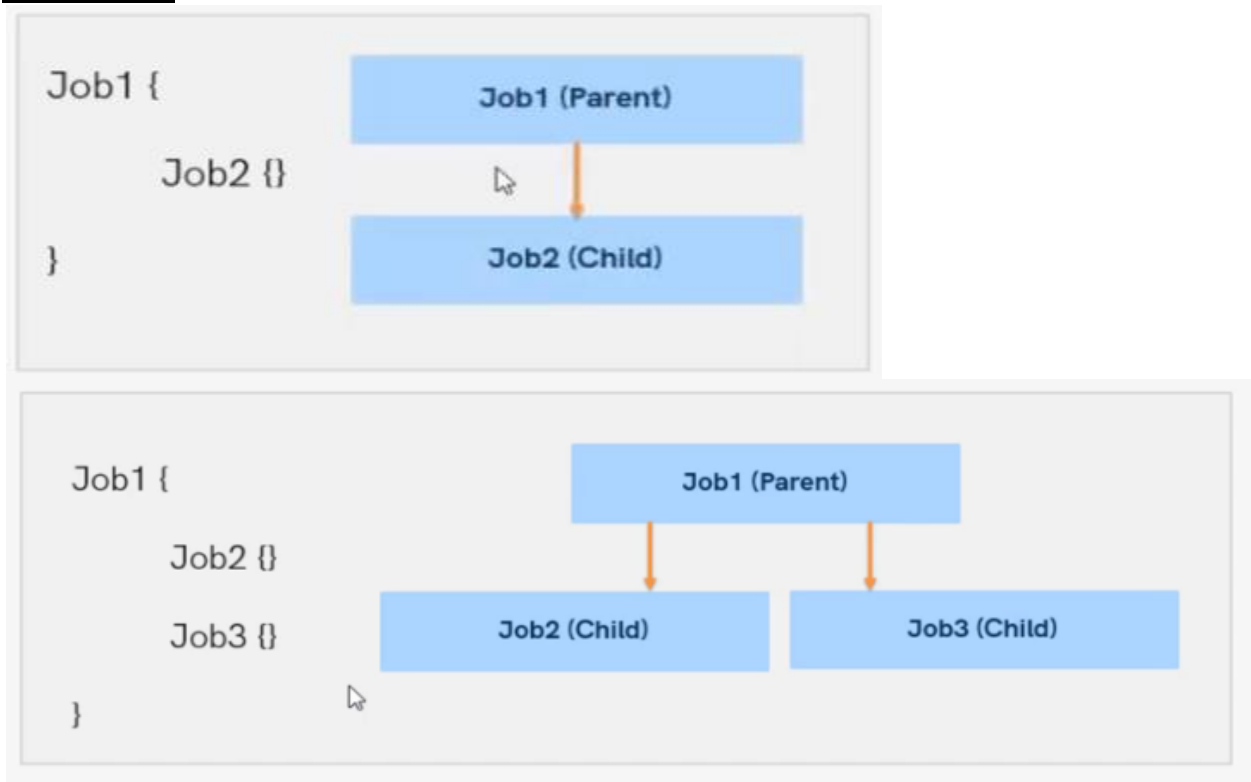 Job1 {
Job1 (Parent)
Job2 {}
Job2 (Child)
}
Job1 {
Job1 (Parent)
Job2 {}
Job2 (Child)
Job3 (Child)
Job3 {}
}